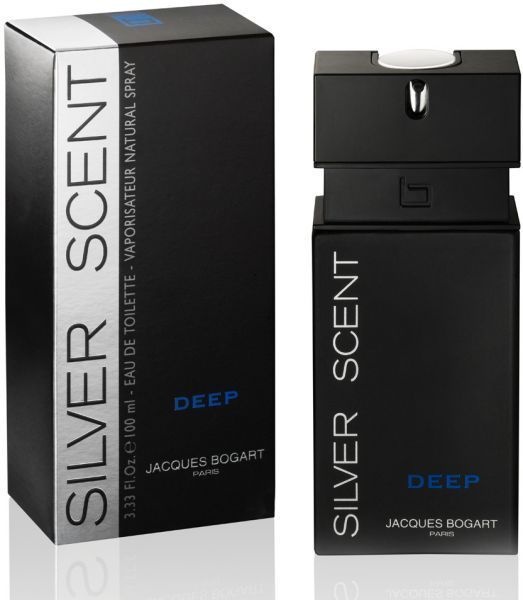 SILVER SCENT
3.33 Fl.Oz. ℮ 100 ml - EAU DE TOILETTE - VAPORISATEUR NATURAL SPRAY
DEEP
JACQUES BOGART
PARIS
SILVER SCENT
DEEP
JACQUES BOGART
PARIS